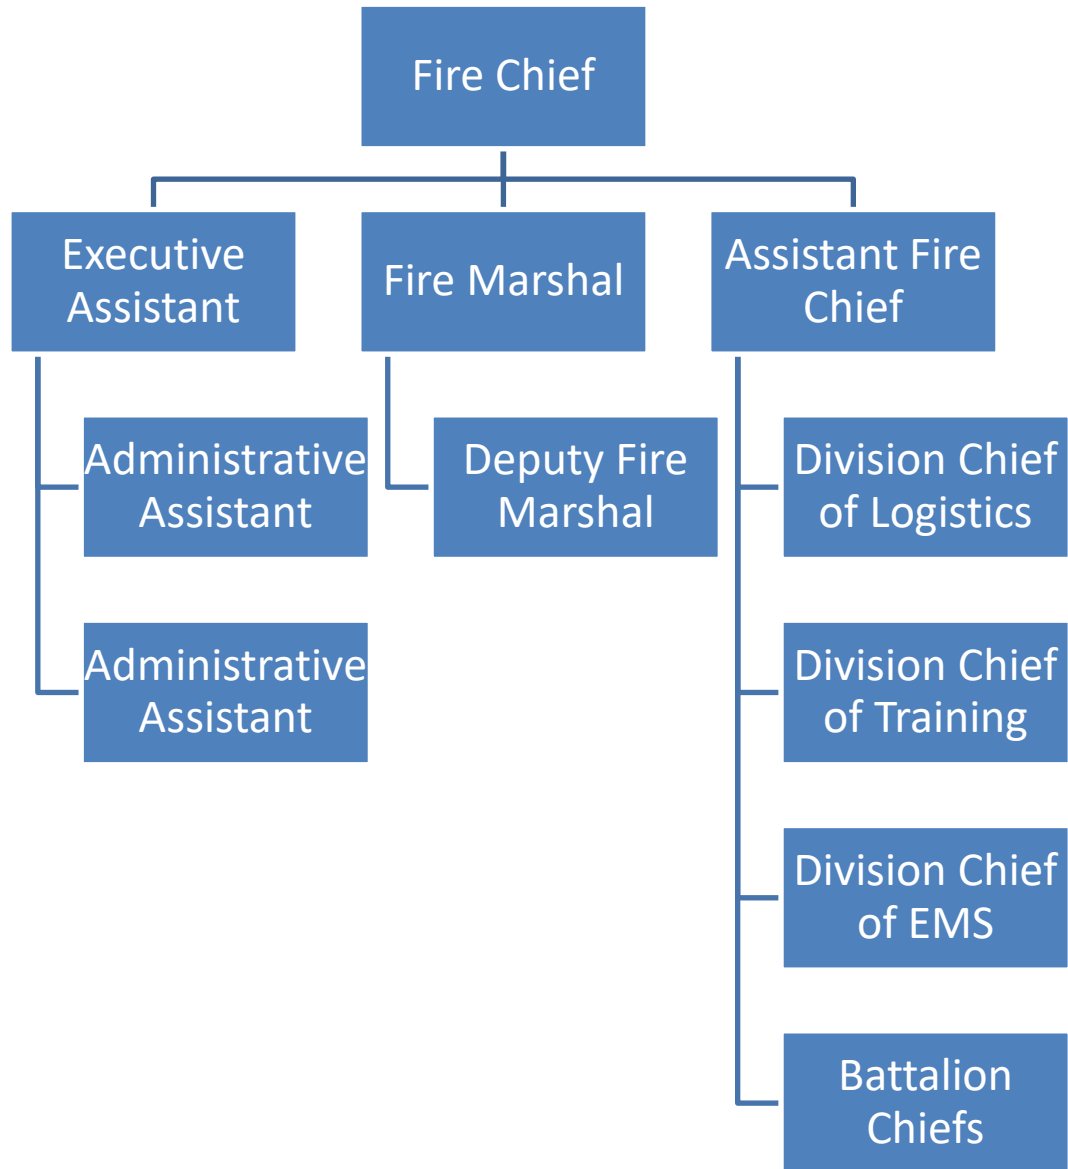 Fire Chief
Executive
Assistant
Fire Marshal
Assistant Fire
Chief
Administrative
Assistant
Administrative
Assistant
Deputy Fire
Marshal
Division Chief
of Logistics
Division Chief
of Training
Division Chief
of EMS
Battalion
Chiefs